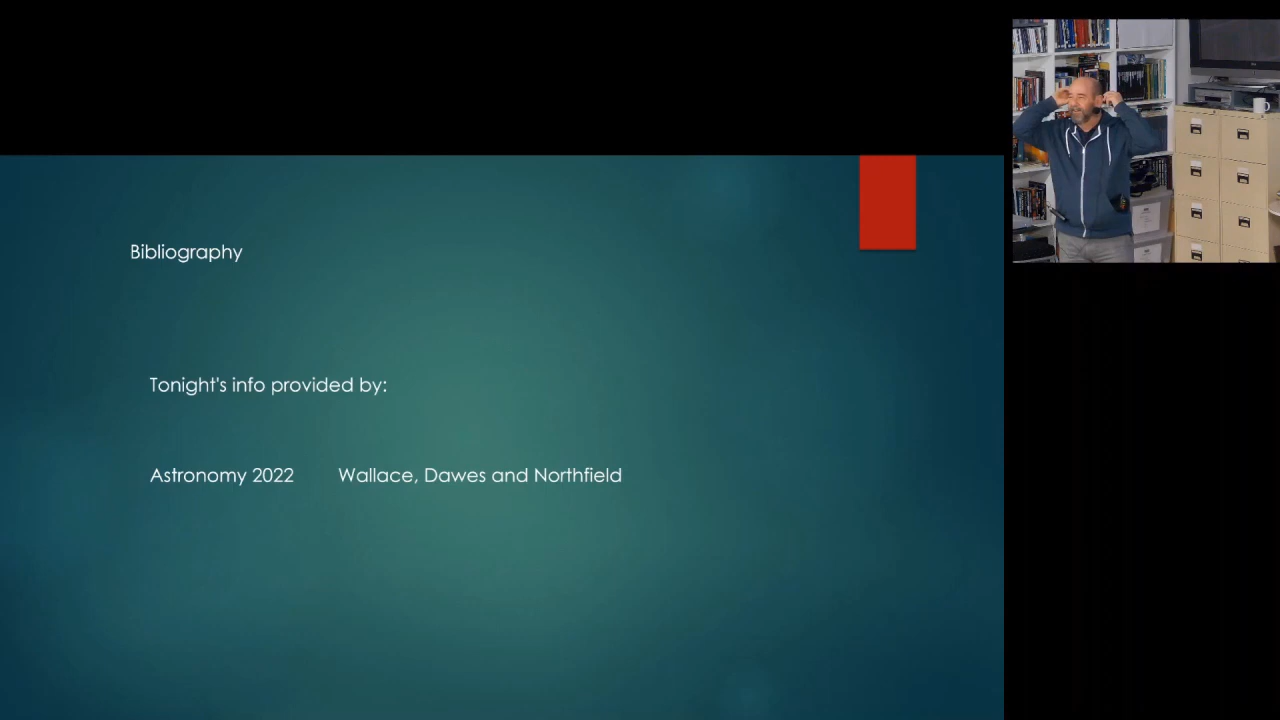 Bibliography
Tonight's info provided by:
Astronomy 2022 Wallace, Dawes and Northfield